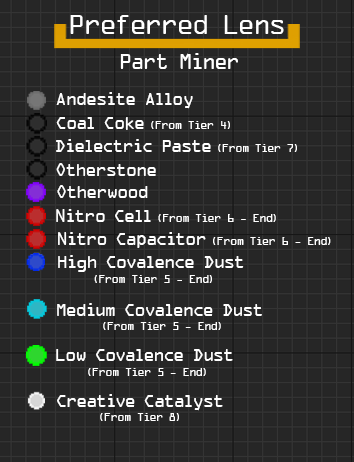 Preferred Lens
Part Miner
Andesite Alloy
Coal Coke (From Tier 4)
Dielectric Paste (From Tier 7)
Otherstone
Otherwood
Nitro Cell (From Tier 6 - End)
Nitro Capacitor (From Tier 6 - End)
High Covalence Dust
(From Tier 5 - End)
Medium Covalence Dust
(From Tier 5 - End)
Low Covalence Dust
(From Tier 5 - End)
Creative Catalyst
(From Tier 8)